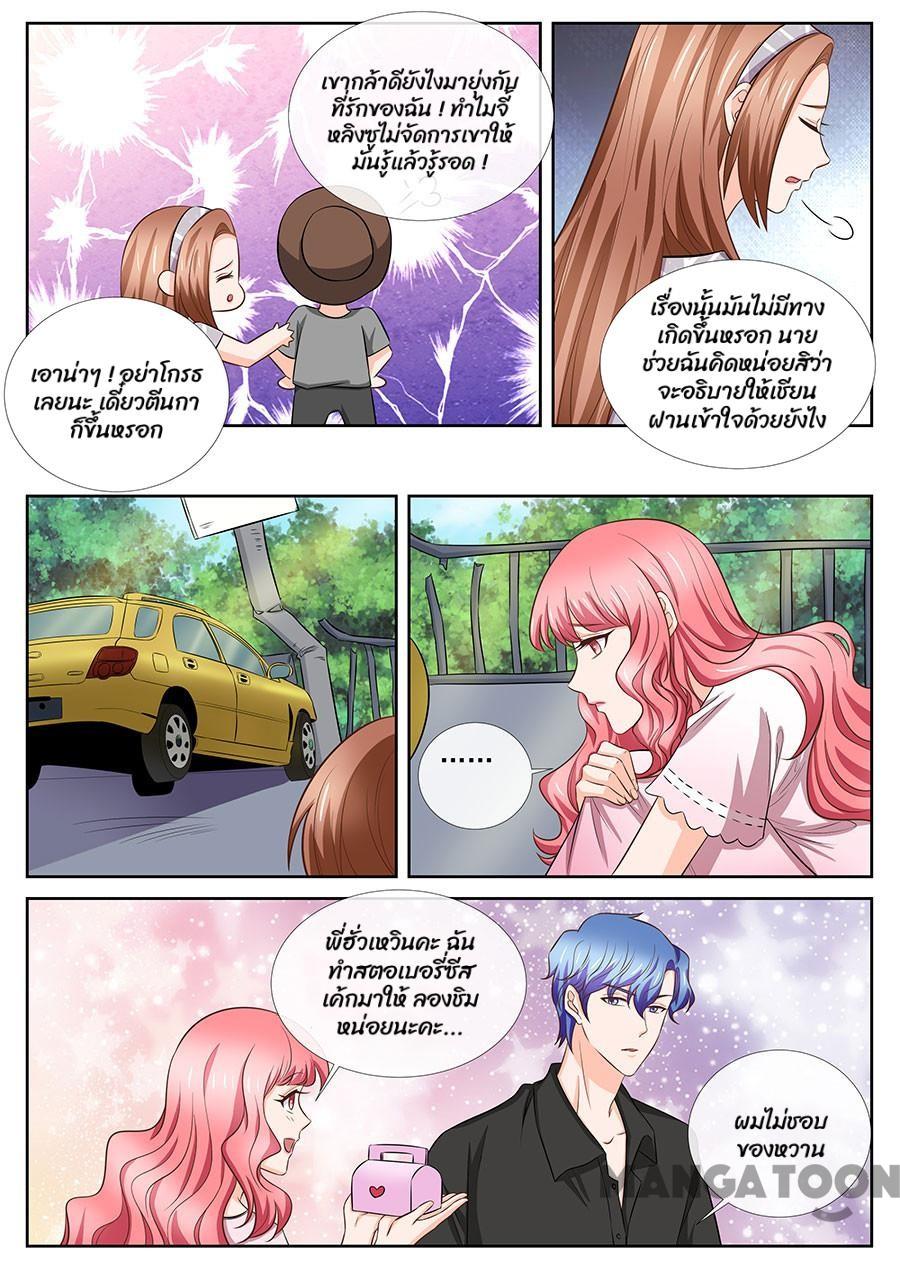 เขากล้าดียังไงมายุ่งกับ
ที่รักของฉัน ! ทำไมจี้
หลิงซูไม่จัดการเขาให้
มันรู้แล้วรู้รอด !
เอาน่าๆ ! อย่าโกรธ
เลยนะ เดี๋ยวตีนกา
ก็ขึ้นหรอก
เรื่องนั้นมันไม่มีทาง
เกิดขึ้นหรอก นาย
ช่วยฉันคิดหน่อยสิว่า
จะอธิบายให้เชียน
ฝานเข้าใจด้วยยังไง
......
พี่ฮั่วเหวินคะ ฉัน
ทำสตอเบอรี่ชีส
เค้กมาให้ ลองชิม
หน่อยนะคะ...
ผมไม่ชอบ
ของหวาน
MANGATOON